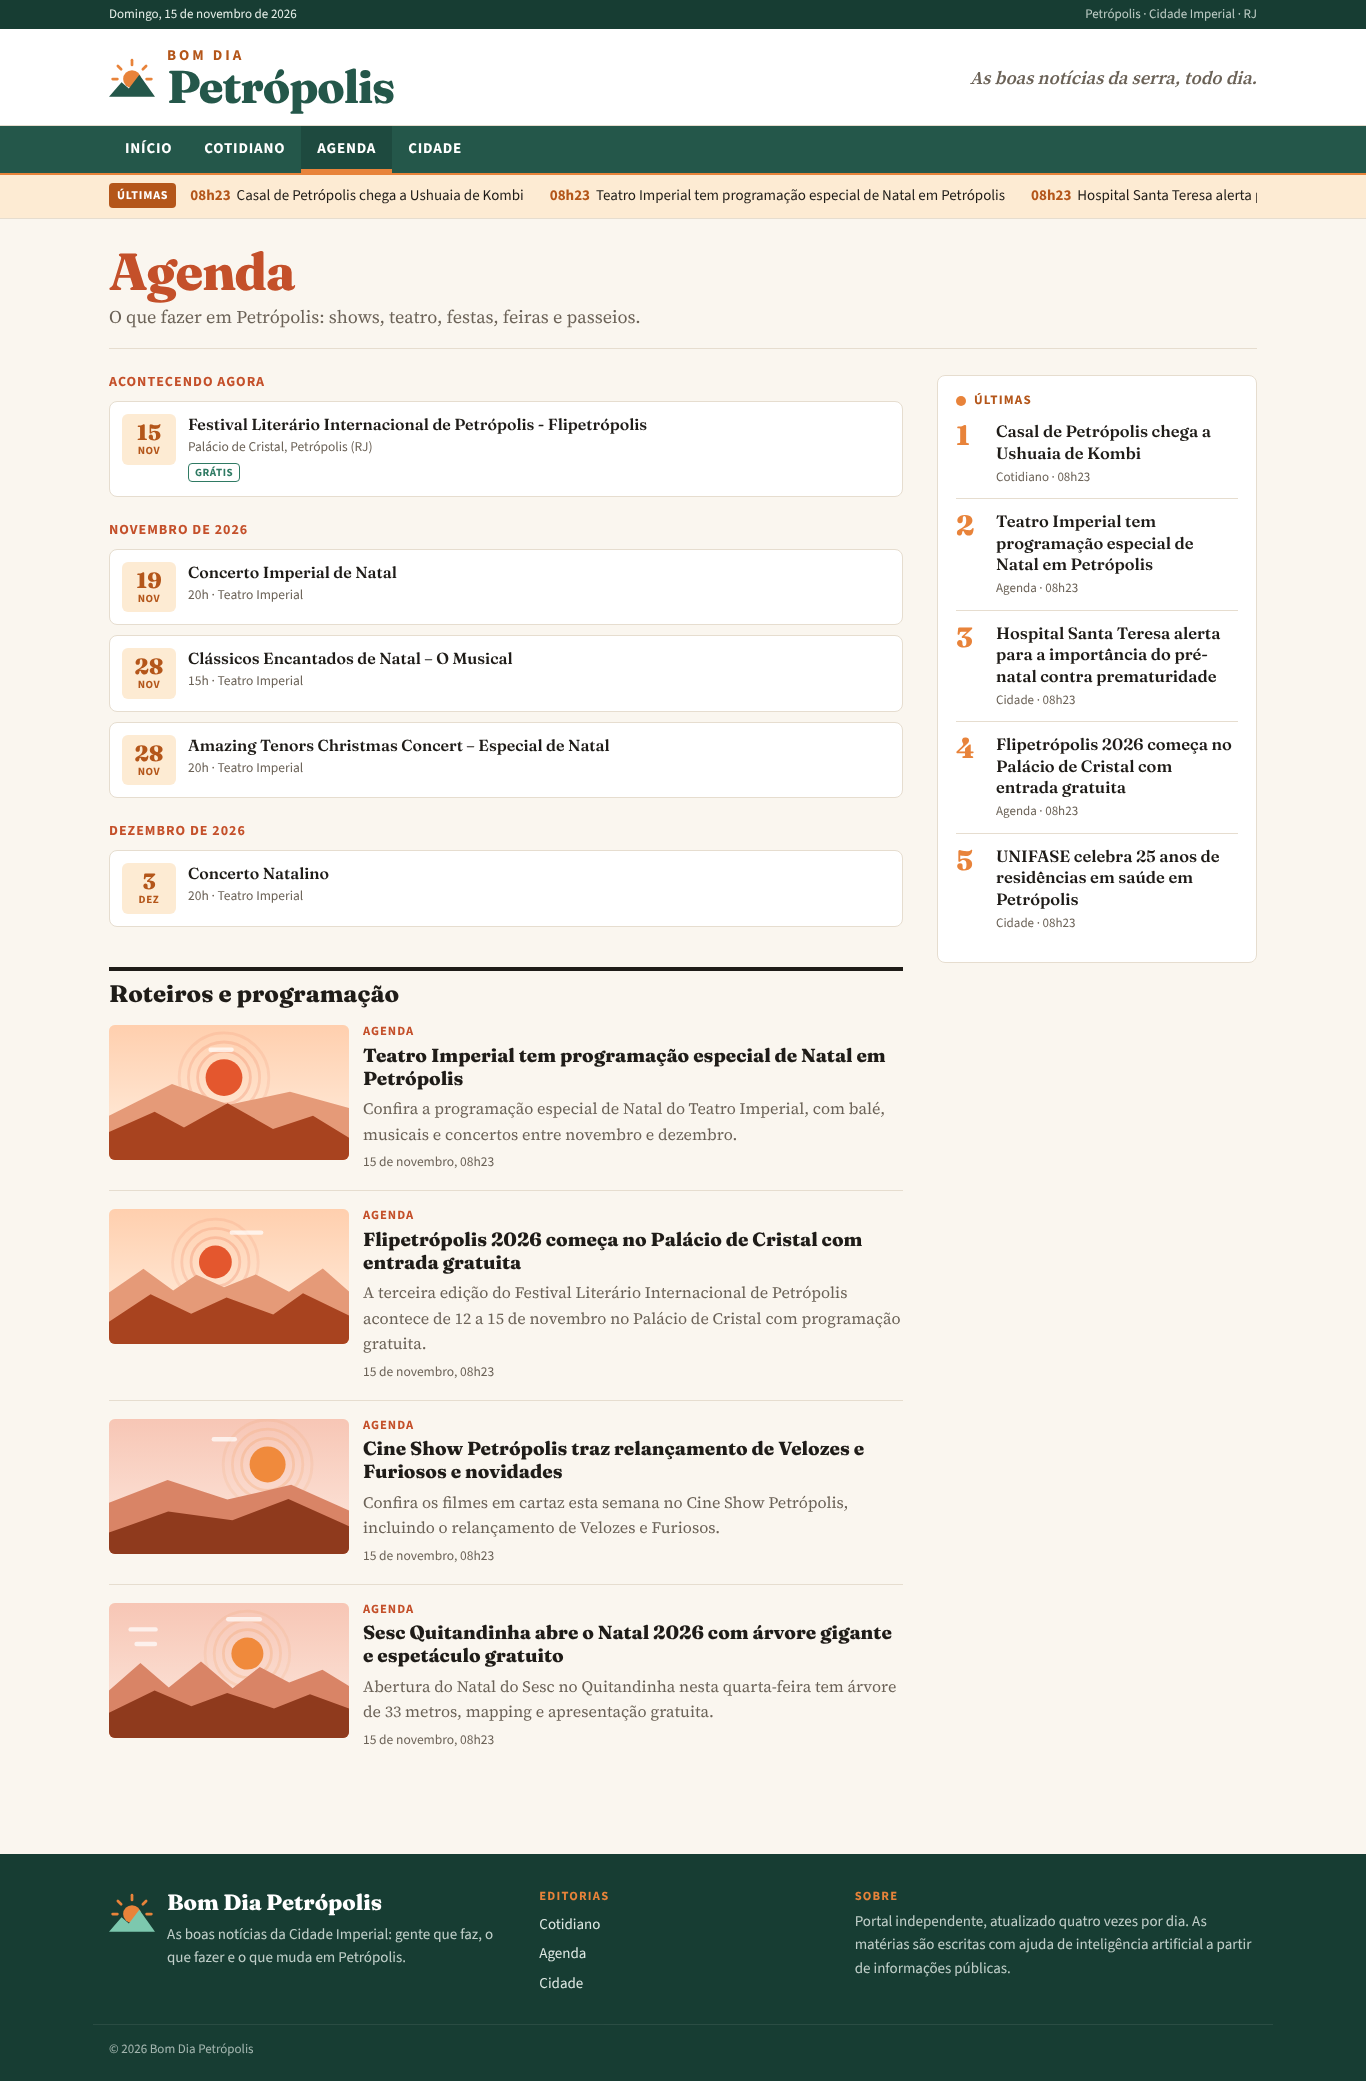 Domingo, 15 de novembro de 2026
Petrópolis · Cidade Imperial · RJ
BOM DIA
Petrópolis
As boas notícias da serra, todo dia.
INÍCIO COTIDIANO AGENDA CIDADE
ÚLTIMAS 08h23 Casal de Petrópolis chega a Ushuaia de Kombi 08h23 Teatro Imperial tem programação especial de Natal em Petrópolis 08h23 Hospital Santa Teresa alerta
Agenda
O que fazer em Petrópolis: shows, teatro, festas, feiras e passeios.
ACONTECENDO AGORA
15
NOV
Festival Literário Internacional de Petrópolis - Flipetrópolis
Palácio de Cristal, Petrópolis (RJ)
GRÁTIS
NOVEMBRO DE 2026
19
NOV
Concerto Imperial de Natal
20h · Teatro Imperial
28
NOV
Clássicos Encantados de Natal – O Musical
15h · Teatro Imperial
28
NOV
Amazing Tenors Christmas Concert – Especial de Natal
20h · Teatro Imperial
DEZEMBRO DE 2026
3
DEZ
Concerto Natalino
20h · Teatro Imperial
ÚLTIMAS
1
Casal de Petrópolis chega a
Ushuaia de Kombi
Cotidiano · 08h23
2
Teatro Imperial tem
programação especial de
Natal em Petrópolis
Agenda · 08h23
3
Hospital Santa Teresa alerta
para a importância do pré-
natal contra prematuridade
Cidade · 08h23
4
Flipetrópolis 2026 começa no
Palácio de Cristal com
entrada gratuita
Agenda · 08h23
5
UNIFASE celebra 25 anos de
residências em saúde em
Petrópolis
Cidade · 08h23
Roteiros e programação
AGENDA
Teatro Imperial tem programação especial de Natal em
Petrópolis
Confira a programação especial de Natal do Teatro Imperial, com balé,
musicais e concertos entre novembro e dezembro.
15 de novembro, 08h23
AGENDA
Flipetrópolis 2026 começa no Palácio de Cristal com
entrada gratuita
A terceira edição do Festival Literário Internacional de Petrópolis
acontece de 12 a 15 de novembro no Palácio de Cristal com programação
gratuita.
15 de novembro, 08h23
AGENDA
Cine Show Petrópolis traz relançamento de Velozes e
Furiosos e novidades
Confira os filmes em cartaz esta semana no Cine Show Petrópolis,
incluindo o relançamento de Velozes e Furiosos.
15 de novembro, 08h23
AGENDA
Sesc Quitandinha abre o Natal 2026 com árvore gigante
e espetáculo gratuito
Abertura do Natal do Sesc no Quitandinha nesta quarta-feira tem árvore
de 33 metros, mapping e apresentação gratuita.
15 de novembro, 08h23
Bom Dia Petrópolis
As boas notícias da Cidade Imperial: gente que faz, o
que fazer e o que muda em Petrópolis.
EDITORIAS
Cotidiano
Agenda
Cidade
SOBRE
Portal independente, atualizado quatro vezes por dia. As
matérias são escritas com ajuda de inteligência artificial a partir
de informações públicas.
© 2026 Bom Dia Petrópolis